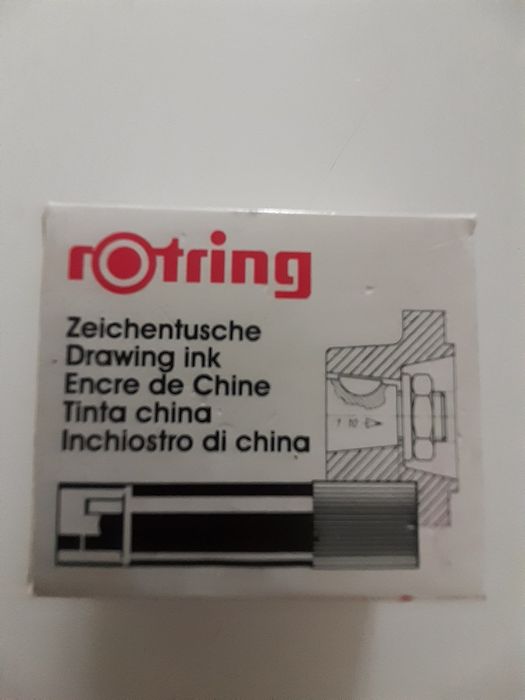 rotring
Zeichentusche
Drawing ink
Encre de Chine
Tinta china
Inchiostro di china